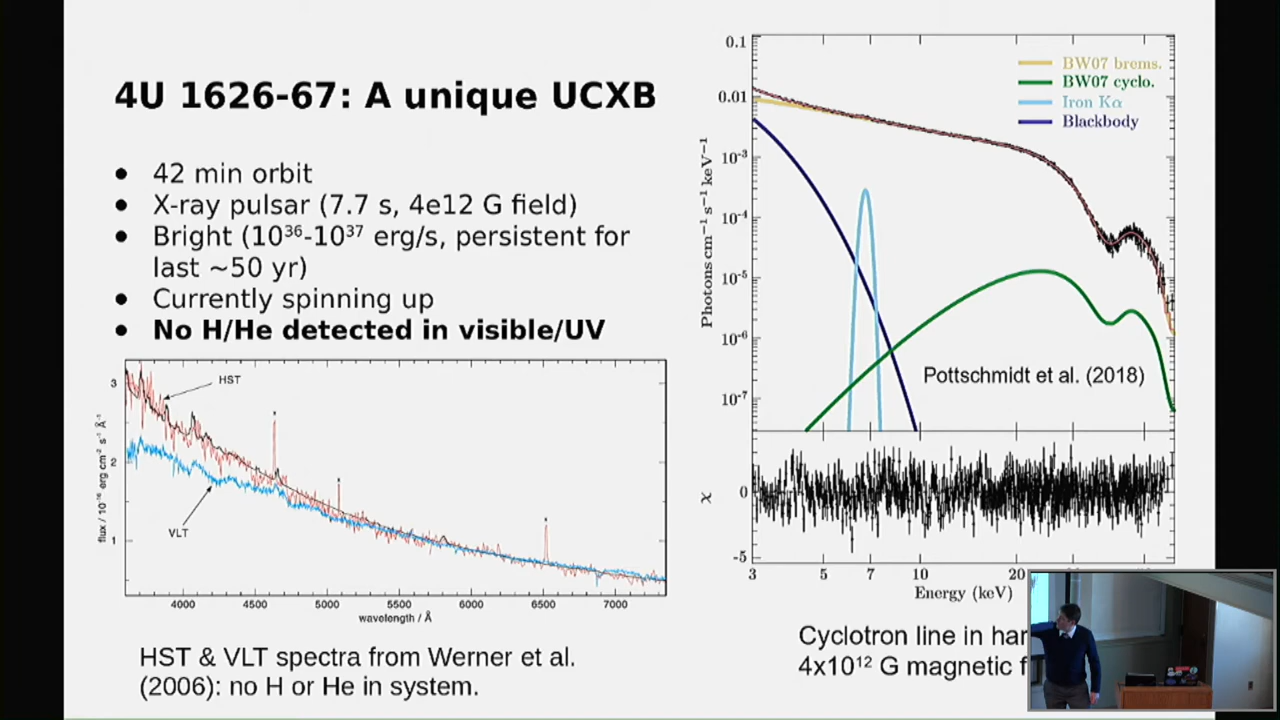 4U 1626-67: A unique UCXB
● 42 min orbit
● X-ray pulsar (7.7 s, 4e12 G field)
● Bright (10³⁶-10³⁷ erg/s, persistent for
last ~50 yr)
● Currently spinning up
● No H/He detected in visible/UV
3
2
1
flux / 10⁻¹⁶ erg cm⁻² s⁻¹ Å⁻¹
HST
VLT
4000 4500 5000 5500 6000 6500 7000
wavelength / Å
HST & VLT spectra from Werner et al.
(2006): no H or He in system.
BW07 brems.
BW07 cyclo.
Iron Kα
Blackbody
0.1
0.01
10⁻³
10⁻⁴
10⁻⁵
10⁻⁶
10⁻⁷
Photons cm⁻² s⁻¹ keV⁻¹
Pottschmidt et al. (2018)
0
-5
χ
3 5 7 10 20
Energy (keV)
Cyclotron line in har
4x10¹² G magnetic f